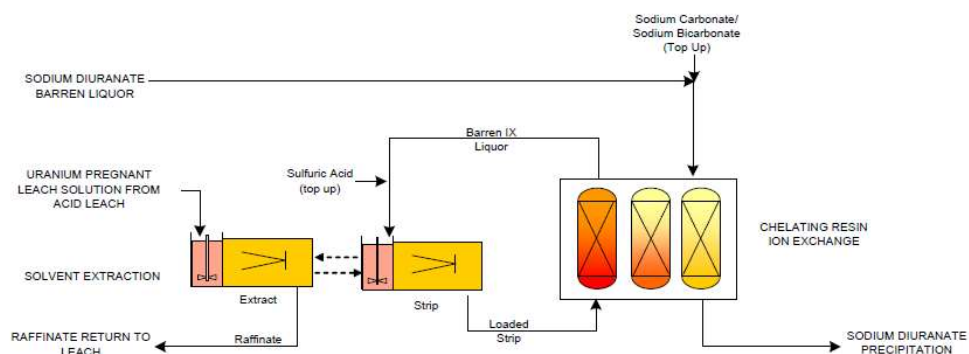 Sodium Carbonate/
Sodium Bicarbonate
(Top Up)
SODIUM DIURANATE
BARREN LIQUOR
Barren IX
Liquor
Sulfuric Acid
(top up)
URANIUM PREGNANT
LEACH SOLUTION FROM
ACID LEACH
CHELATING RESIN
ION EXCHANGE
SOLVENT EXTRACTION
Extract
Strip
Loaded
Strip
RAFFINATE RETURN TO
LEACH
Raffinate
SODIUM DIURANATE
PRECIPITATION